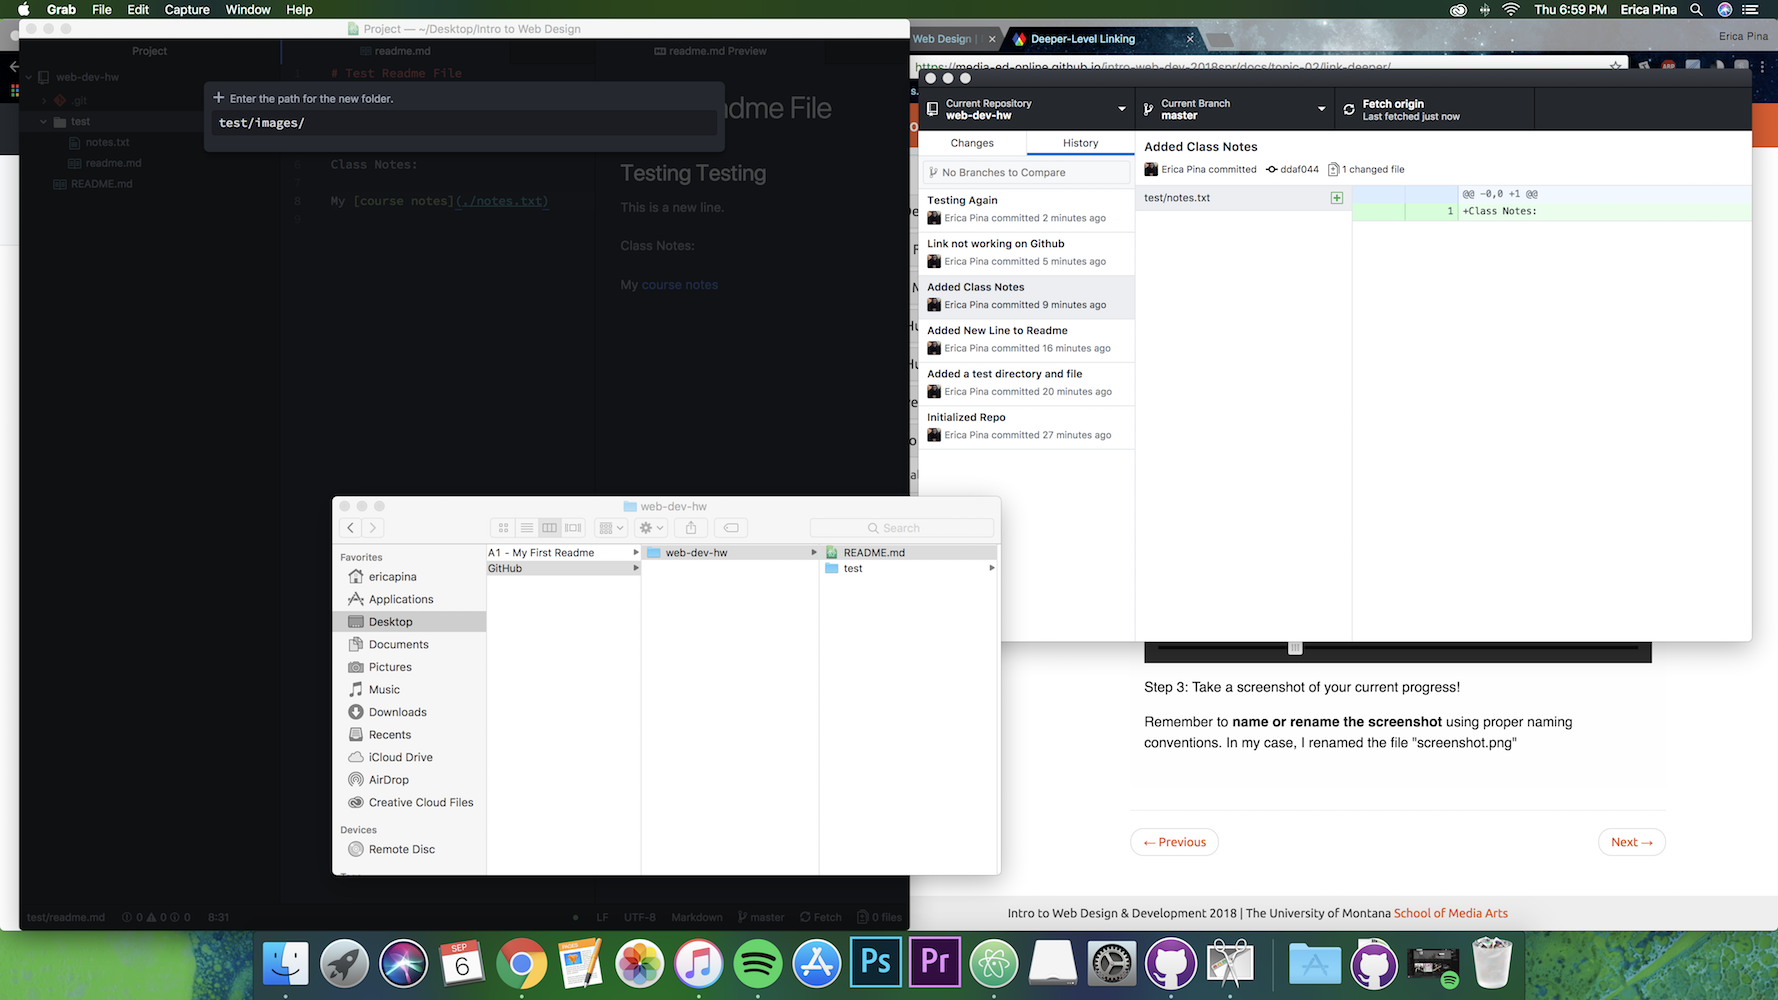 Grab File Edit Capture Window Help
Thu 6:59 PM Erica Pina
Project — ~/Desktop/Intro to Web Design
Project
readme.md
readme.md Preview
web-dev-hw
.git
test
notes.txt
readme.md
README.md
1 # Test Readme File
Enter the path for the new folder.
test/images/
dme File
6 Class Notes:
7
8 My [course notes](./notes.txt)
9
Testing Testing
This is a new line.
Class Notes:
My course notes
test/readme.md 0 0 0 8:31
LF UTF-8 Markdown master Fetch 0 files
Web Design
Deeper-Level Linking
Erica Pina
https://media-ed-online.github.io/intro-web-dev-2018spr/docs/topic-02/link-deeper/
Current Repository
web-dev-hw
Current Branch
master
Fetch origin
Last fetched just now
Changes
History
No Branches to Compare
Testing Again
Erica Pina committed 2 minutes ago
Link not working on Github
Erica Pina committed 5 minutes ago
Added Class Notes
Erica Pina committed 9 minutes ago
Added New Line to Readme
Erica Pina committed 16 minutes ago
Added a test directory and file
Erica Pina committed 20 minutes ago
Initialized Repo
Erica Pina committed 27 minutes ago
Added Class Notes
Erica Pina committed ddaf044 1 changed file
test/notes.txt
@@ -0,0 +1 @@
1 +Class Notes:
web-dev-hw
Search
Favorites
ericapina
Applications
Desktop
Documents
Pictures
Music
Downloads
Recents
iCloud Drive
AirDrop
Creative Cloud Files
Devices
Remote Disc
A1 - My First Readme
GitHub
web-dev-hw
README.md
test
Step 3: Take a screenshot of your current progress!
Remember to name or rename the screenshot using proper naming
conventions. In my case, I renamed the file "screenshot.png"
← Previous
Next →
Intro to Web Design & Development 2018 | The University of Montana School of Media Arts
SEP
6
PAGES
Ps
Pr